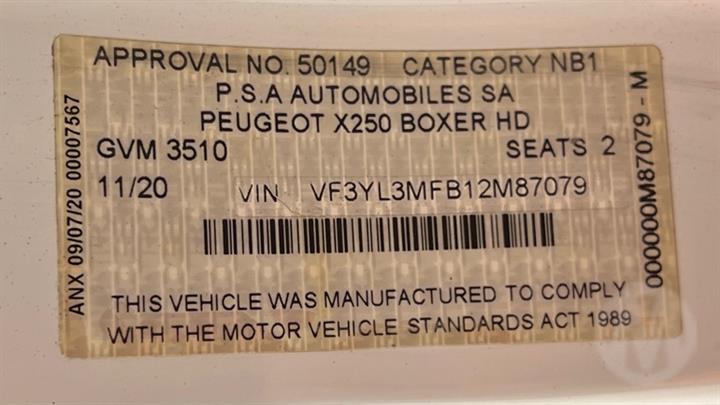 APPROVAL NO. 50149 CATEGORY NB1
P.S.A AUTOMOBILES SA
PEUGEOT X250 BOXER HD
GVM 3510 SEATS 2
11/20 VIN VF3YL3MFB12M87079
THIS VEHICLE WAS MANUFACTURED TO COMPLY
WITH THE MOTOR VEHICLE STANDARDS ACT 1989
ANX 09/07/20 00007567
000000M87079 - M